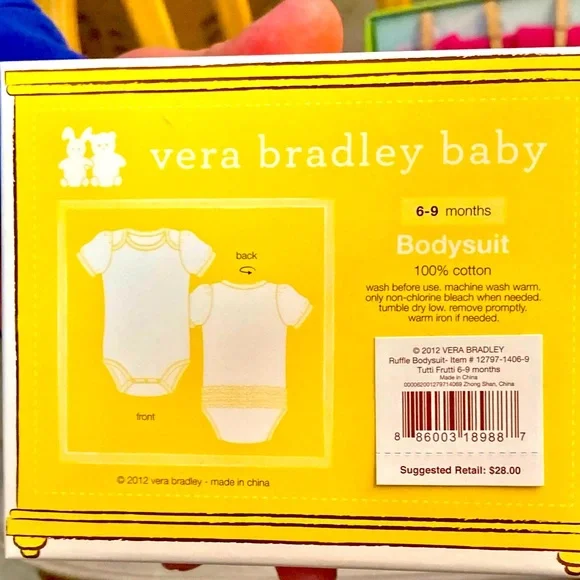 vera bradley baby
6-9 months
Bodysuit
100% cotton
wash before use. machine wash warm.
only non-chlorine bleach when needed.
tumble dry low. remove promptly.
warm iron if needed.
back
front
© 2012 vera bradley - made in china
© 2012 VERA BRADLEY
Ruffle Bodysuit- Item # 12797-1406-9
Tutti Frutti 6-9 months
Made in China
000062001279714069 Zhong Shan, China
8 86003 18988 7
Suggested Retail: $28.00